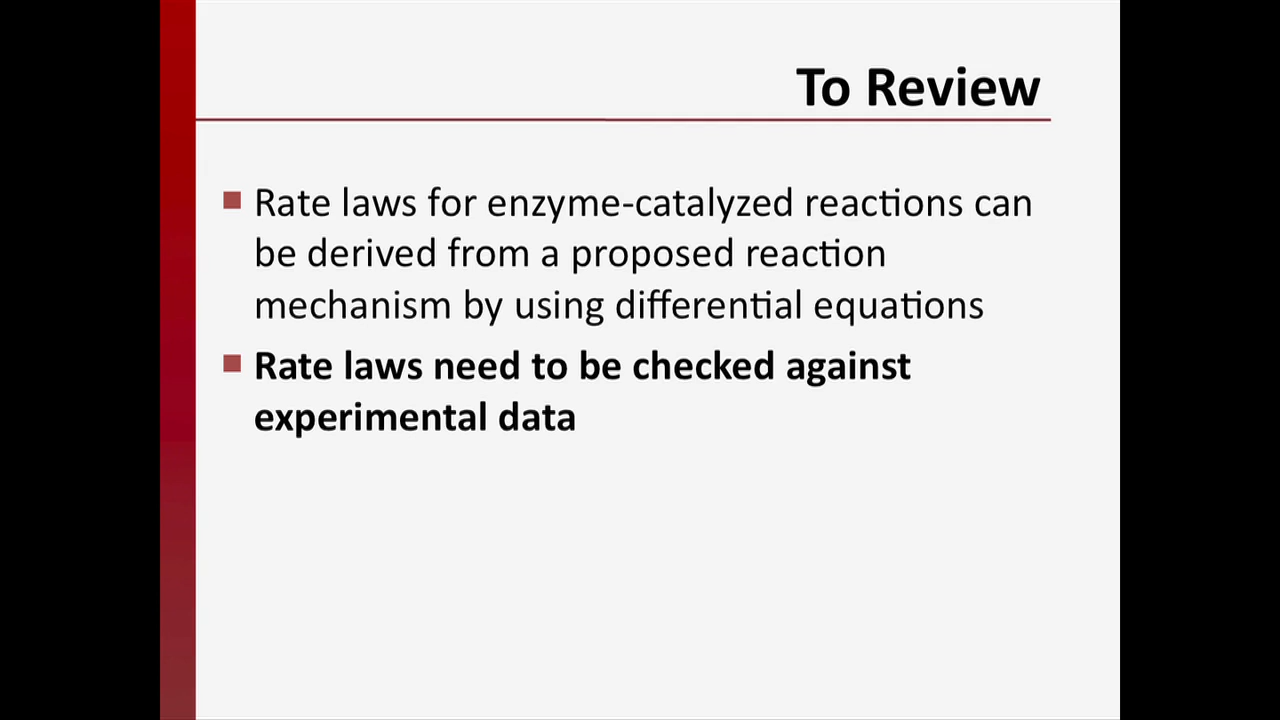 To Review
Rate laws for enzyme-catalyzed reactions can
be derived from a proposed reaction
mechanism by using differential equations
Rate laws need to be checked against
experimental data